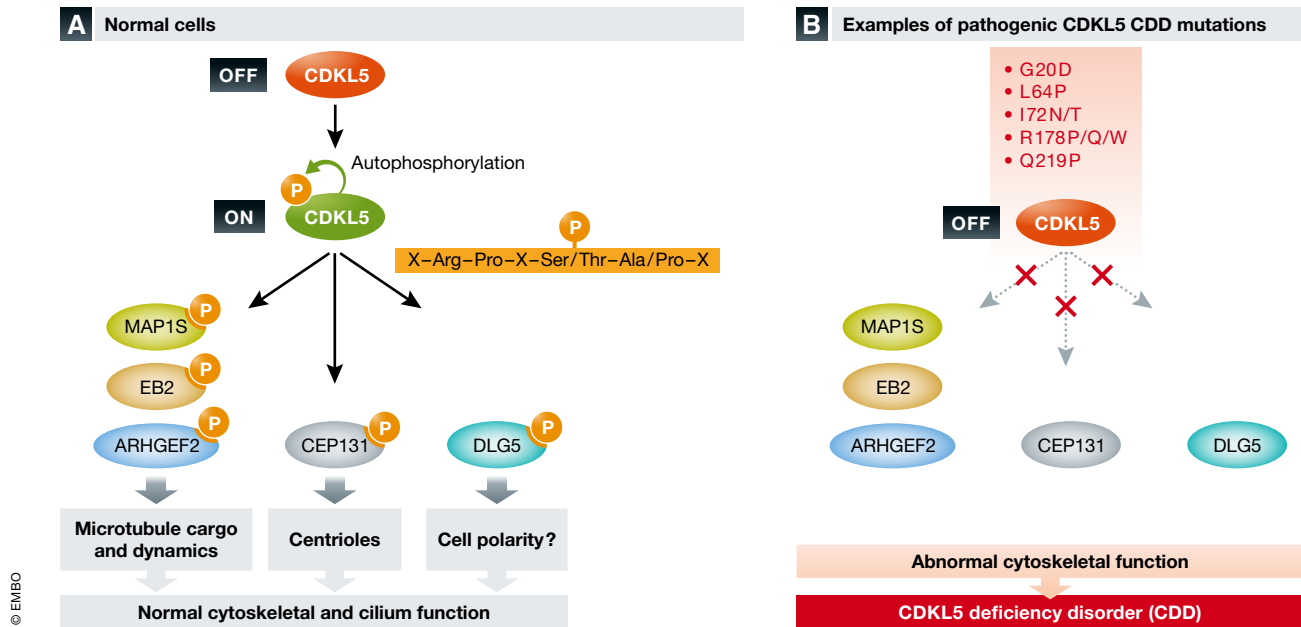 A Normal cells
OFF CDKL5
Autophosphorylation
P
ON CDKL5
P
X–Arg–Pro–X–Ser/Thr–Ala/Pro–X
P
MAP1S
P
EB2
P
ARHGEF2
P
CEP131
P
DLG5
Microtubule cargo
and dynamics
Centrioles
Cell polarity?
Normal cytoskeletal and cilium function
© EMBO
B Examples of pathogenic CDKL5 CDD mutations
• G20D
• L64P
• I72N/T
• R178P/Q/W
• Q219P
OFF CDKL5
MAP1S
EB2
ARHGEF2
CEP131
DLG5
Abnormal cytoskeletal function
CDKL5 deficiency disorder (CDD)